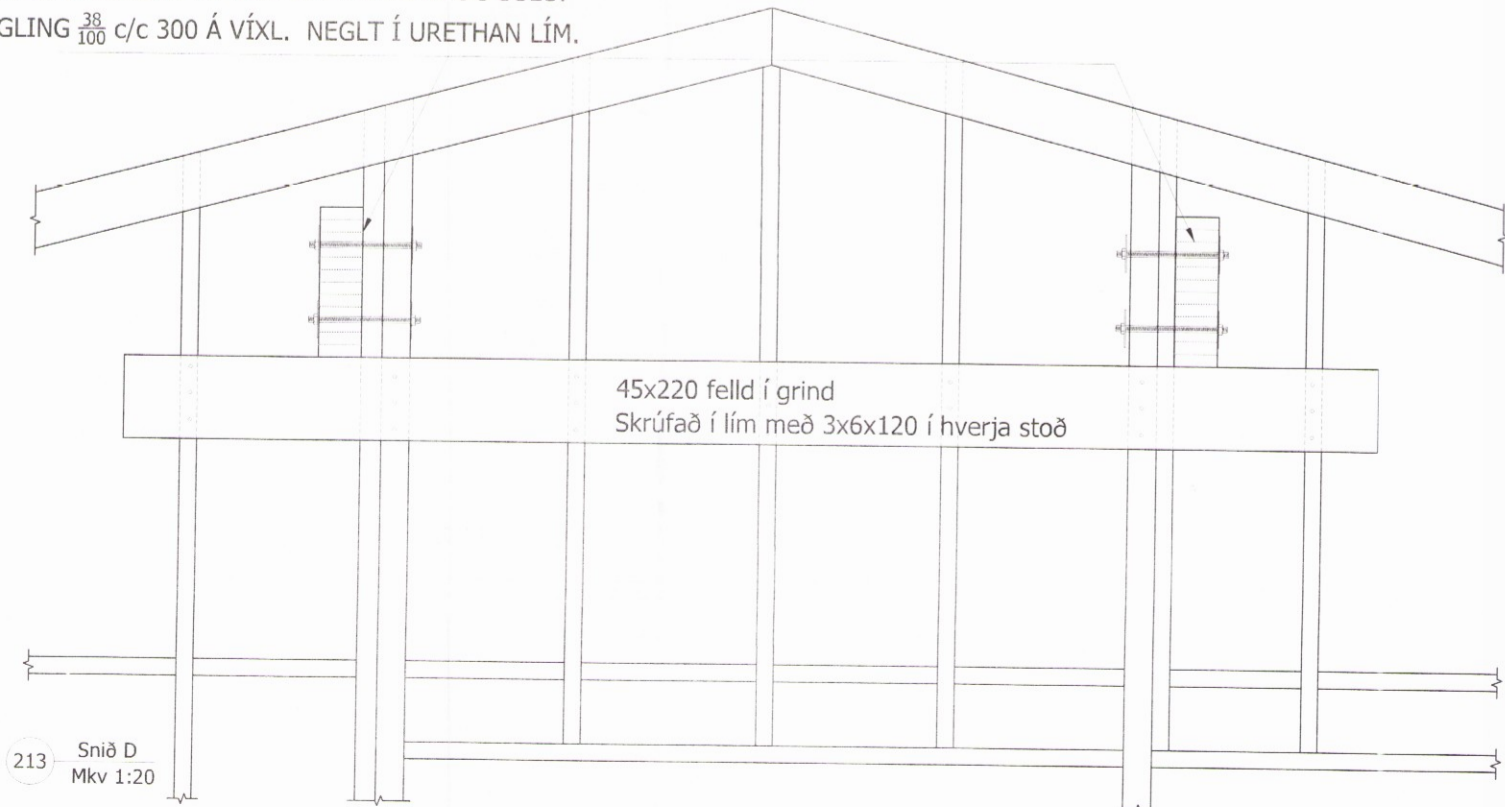 GLING 38/100 c/c 300 Á VÍXL. NEGLT Í URETHAN LÍM.
45x220 felld í grind
Skrúfað í lím með 3x6x120 í hverja stoð
213
Snið D
Mkv 1:20